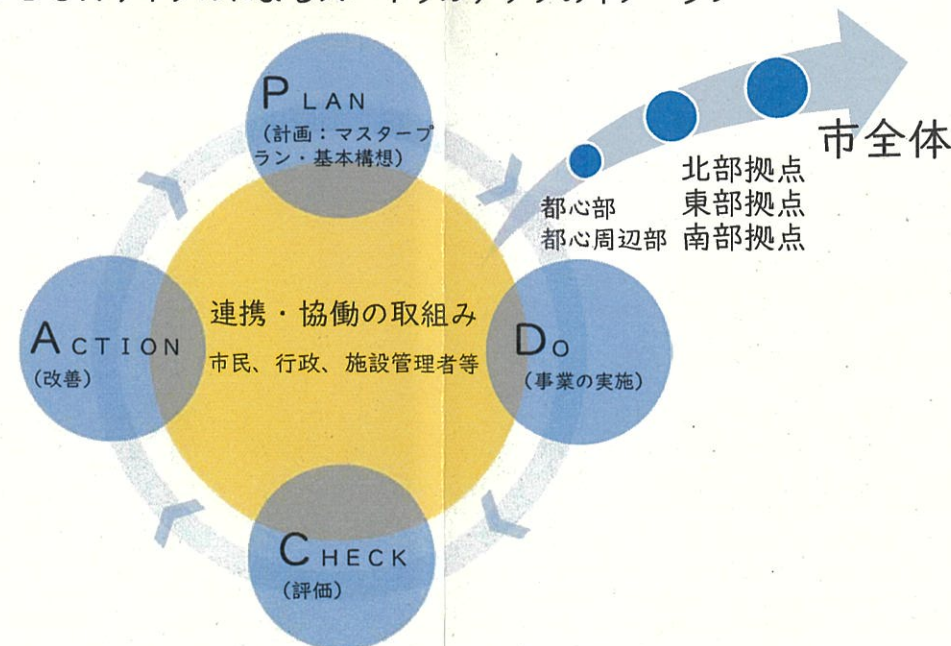 PLAN
(計画：マスタープ
ラン・基本構想)
市全体
北部拠点
都心部 東部拠点
都心周辺部 南部拠点
連携・協働の取組み
市民、行政、施設管理者等
ACTION
(改善)
DO
(事業の実施)
CHECK
(評価)